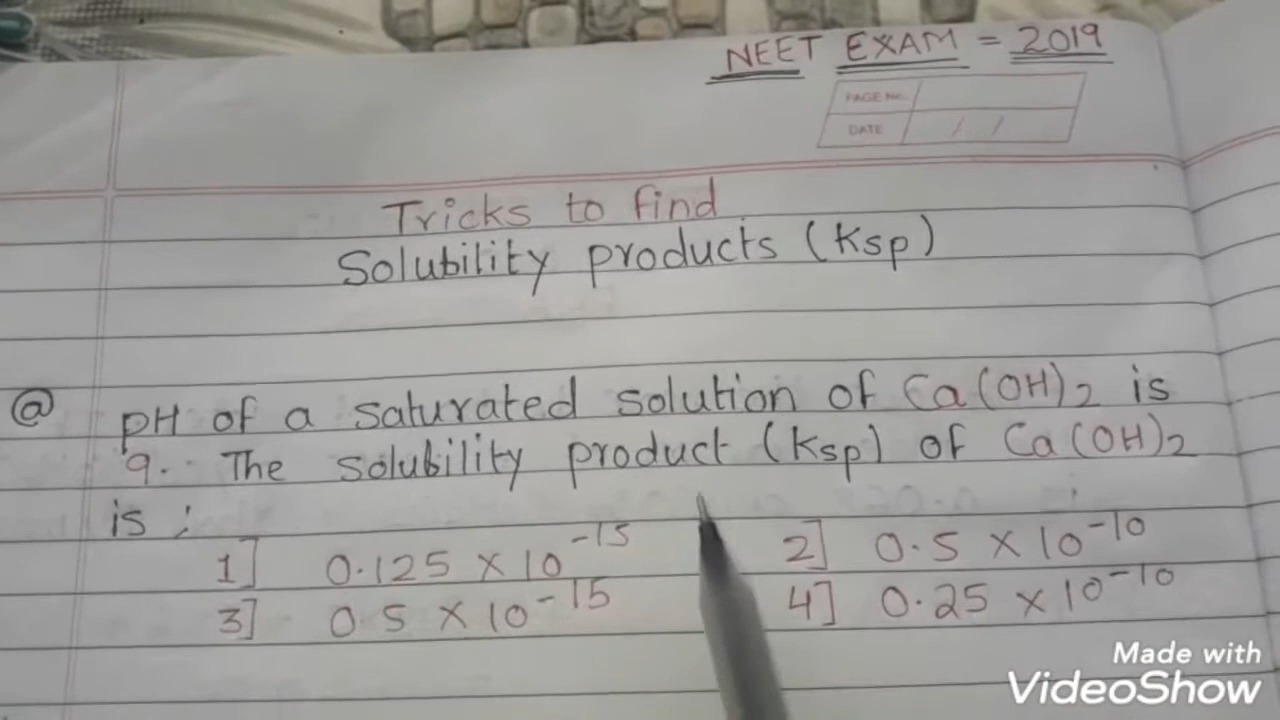 NEET EXAM = 2019
PAGE No.
DATE / /
Tricks to find
Solubility products (Ksp)
@ pH of a saturated solution of Ca(OH)2 is
9. The solubility product (Ksp) of Ca(OH)2
is :
1] 0.125 × 10^-15 2] 0.5 × 10^-10
3] 0.5 × 10^-15 4] 0.25 × 10^-10
Made with
VideoShow